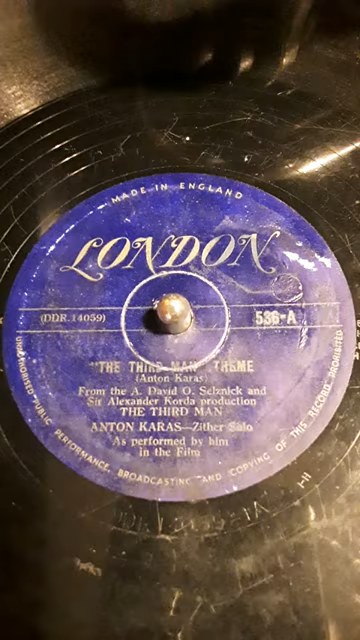 MADE IN ENGLAND
LONDON
(DDR. 14059)
536-A
"THE THIRD MAN" THEME
(Anton Karas)
From the A. David O. Selznick and
Sir Alexander Korda production
THE THIRD MAN
ANTON KARAS—Zither Solo
As performed by him
in the Film
UNAUTHORISED PUBLIC PERFORMANCE, BROADCASTING AND COPYING OF THIS RECORD PROHIBITED